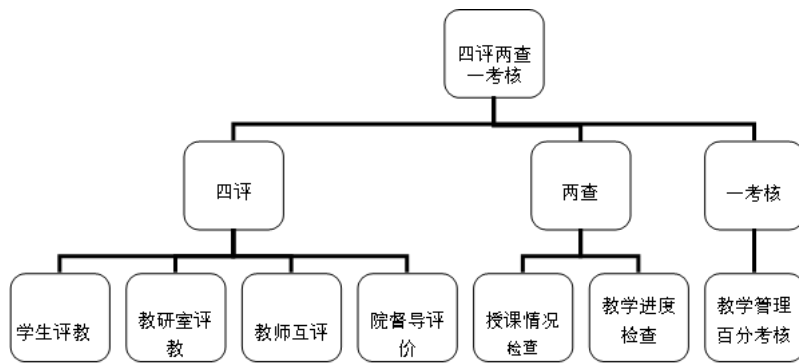 四评两查
一考核
四评
两查
一考核
学生评教
教研室评
教
教师互评
院督导评
价
授课情况
检查
教学进度
检查
教学管理
百分考核